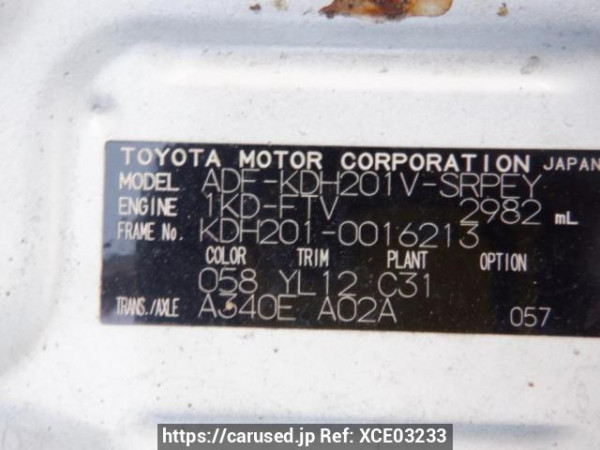 TOYOTA MOTOR CORPORATION JAPAN
MODEL ADF-KDH201V-SRPEY
ENGINE 1KD-FTV 2982 mL
FRAME No. KDH201-0016213
COLOR TRIM PLANT OPTION
058 YL12 C31
TRANS./AXLE A340E A02A 057
https://carused.jp Ref: XCE03233